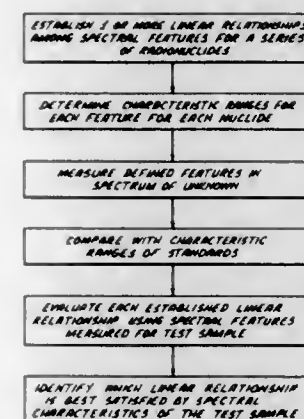 ESTABLISH 1 OR MORE LINEAR RELATIONSHIPS
AMONG SPECTRAL FEATURES FOR A SERIES
OF RADIONUCLIDES
DETERMINE CHARACTERISTIC RANGES FOR
EACH FEATURE FOR EACH NUCLIDE
MEASURE DEFINED FEATURES IN
SPECTRUM OF UNKNOWN
COMPARE WITH CHARACTERISTIC
RANGES OF STANDARDS
EVALUATE EACH ESTABLISHED LINEAR
RELATIONSHIP USING SPECTRAL FEATURES
MEASURED FOR TEST SAMPLE
IDENTIFY WHICH LINEAR RELATIONSHIP
IS BEST SATISFIED BY SPECTRAL
CHARACTERISTICS OF THE TEST SAMPLE